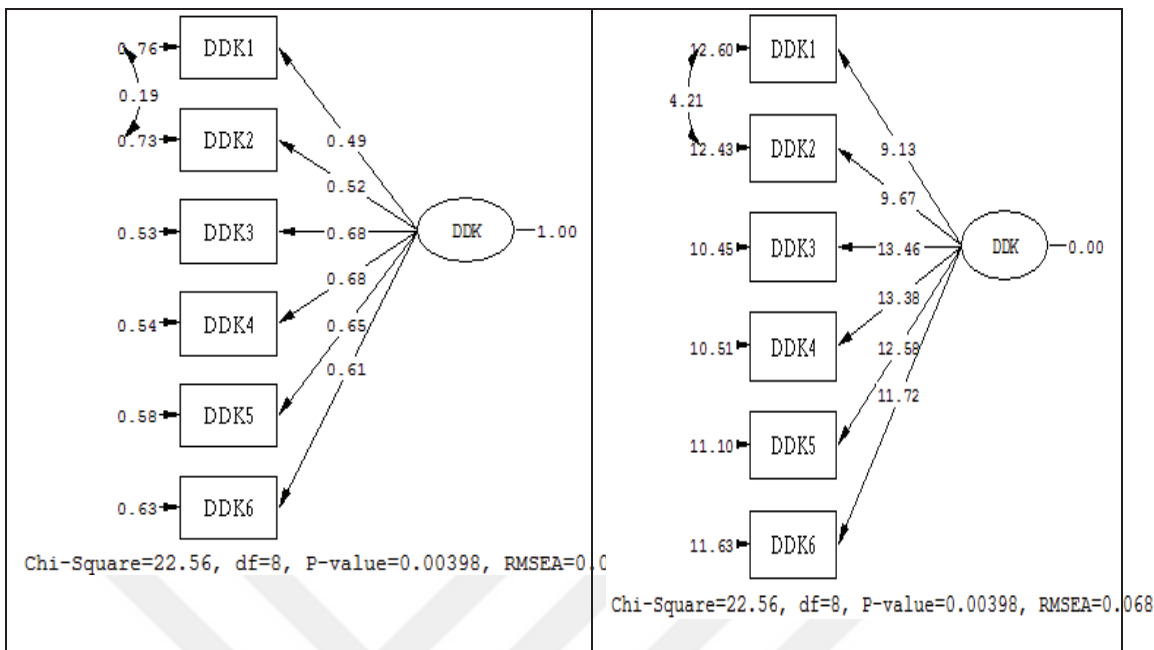 0.76 DDK1
0.19
0.73 DDK2
0.49
0.52
0.53 DDK3 0.68 DDK 1.00
0.68
0.54 DDK4 0.65
0.61
0.58 DDK5
0.63 DDK6
Chi-Square=22.56, df=8, P-value=0.00398, RMSEA=0.0
12.60 DDK1
4.21
12.43 DDK2 9.13
9.67
10.45 DDK3 13.46 DDK 0.00
13.38
10.51 DDK4 12.58
11.72
11.10 DDK5
11.63 DDK6
Chi-Square=22.56, df=8, P-value=0.00398, RMSEA=0.068